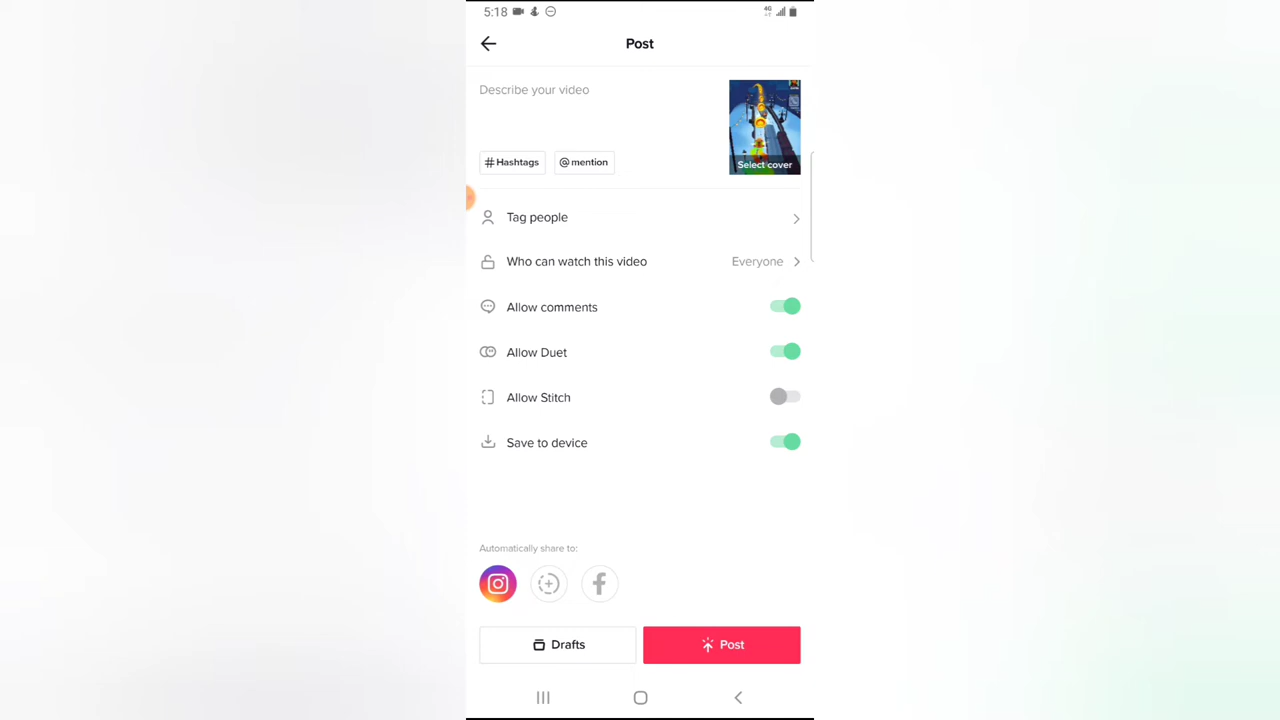 5:18
4G
Post
Describe your video
Select cover
#Hashtags @mention
Tag people
Who can watch this video Everyone
Allow comments
Allow Duet
Allow Stitch
Save to device
Automatically share to:
Drafts Post